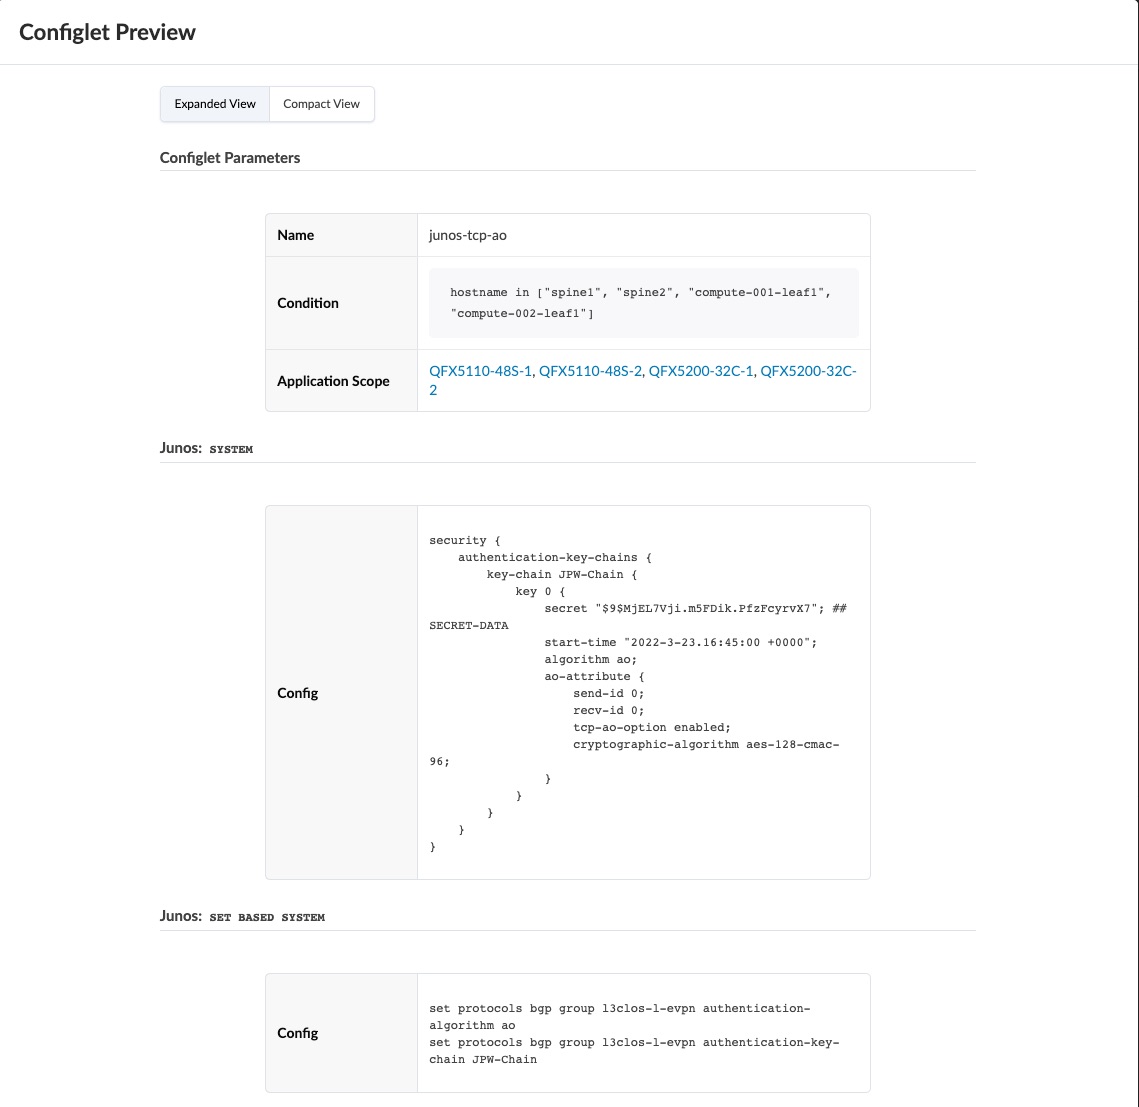 Configlet Preview
Expanded View
Compact View
Configlet Parameters
Name
junos-tcp-ao
Condition
hostname in ["spine1", "spine2", "compute-001-leaf1",
"compute-002-leaf1"]
Application Scope
QFX5110-48S-1, QFX5110-48S-2, QFX5200-32C-1, QFX5200-32C-
2
Junos: SYSTEM
Config
security {
    authentication-key-chains {
        key-chain JPW-Chain {
            key 0 {
                secret "$9$MjEL7Vji.m5FDik.PfzFcyrvX7"; ##
SECRET-DATA
                start-time "2022-3-23.16:45:00 +0000";
                algorithm ao;
                ao-attribute {
                    send-id 0;
                    recv-id 0;
                    tcp-ao-option enabled;
                    cryptographic-algorithm aes-128-cmac-
96;
                }
            }
        }
    }
}
Junos: SET BASED SYSTEM
Config
set protocols bgp group l3clos-l-evpn authentication-
algorithm ao
set protocols bgp group l3clos-l-evpn authentication-key-
chain JPW-Chain